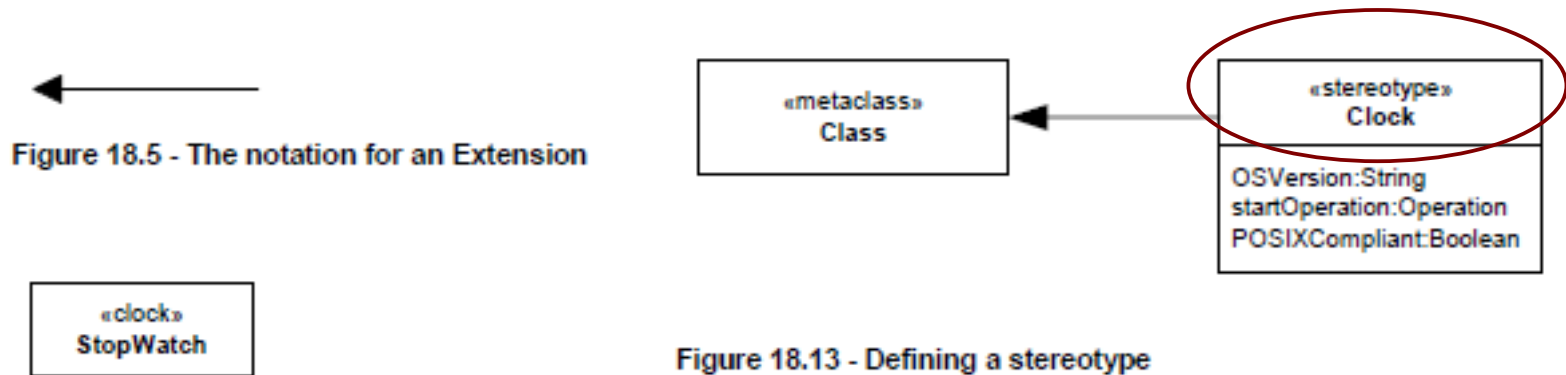 Figure 18.5 - The notation for an Extension
«metaclass»
Class
«stereotype»
Clock
OSVersion:String
startOperation:Operation
POSIXCompliant:Boolean
«clock»
StopWatch
Figure 18.13 - Defining a stereotype